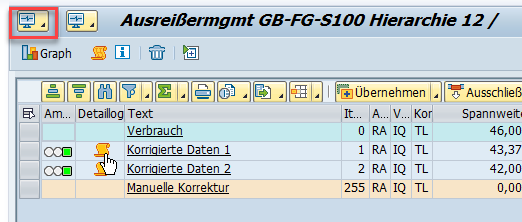 Ausreißermgmt GB-FG-S100 Hierarchie 12 /
Graph
Übernehmen Ausschließ
Am... Detaillog Text It... A... V... Kor Spannweite
Verbrauch 0 RA IQ TL 46,00
Korrigierte Daten 1 1 RA IQ TL 43,37
Korrigierte Daten 2 2 RA IQ TL 42,00
Manuelle Korrektur 255 RA IQ TL 0,00